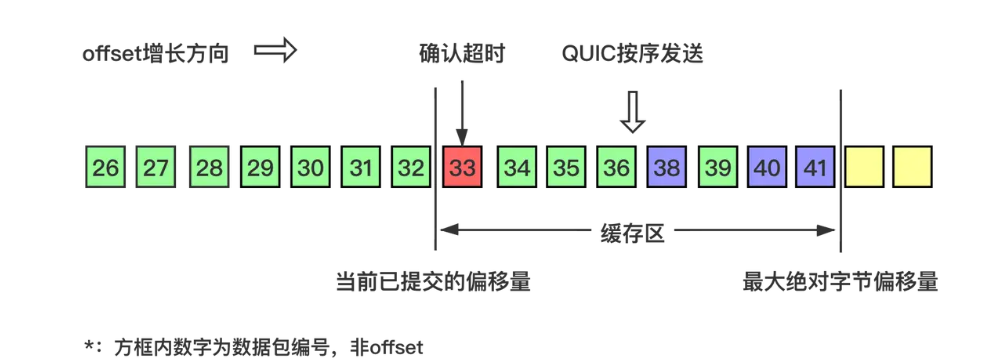 offset增长方向 确认超时 QUIC按序发送
26 27 28 29 30 31 32 33 34 35 36 38 39 40 41
缓存区
当前已提交的偏移量 最大绝对字节偏移量
*：方框内数字为数据包编号，非offset